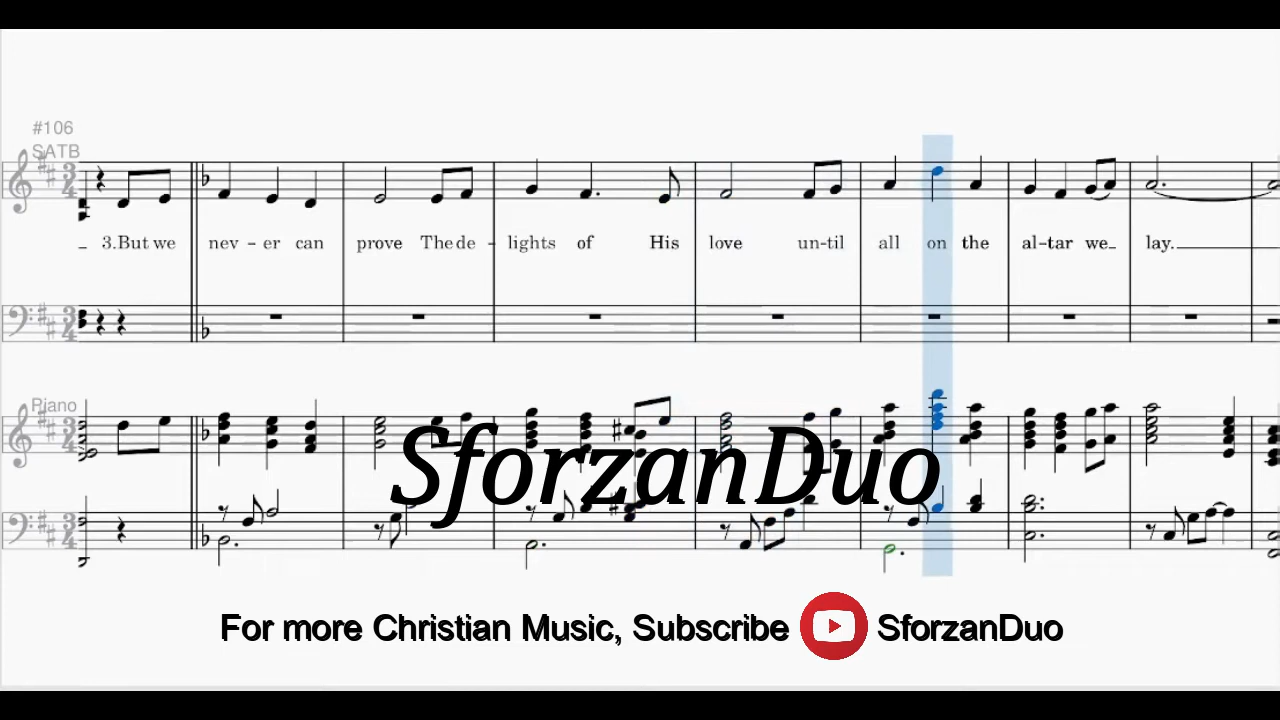 #106
SATB
3.But we nev - er can prove The de - lights of His love un-til all on the al-tar we_ lay.
Piano
SforzanDuo
For more Christian Music, Subscribe SforzanDuo